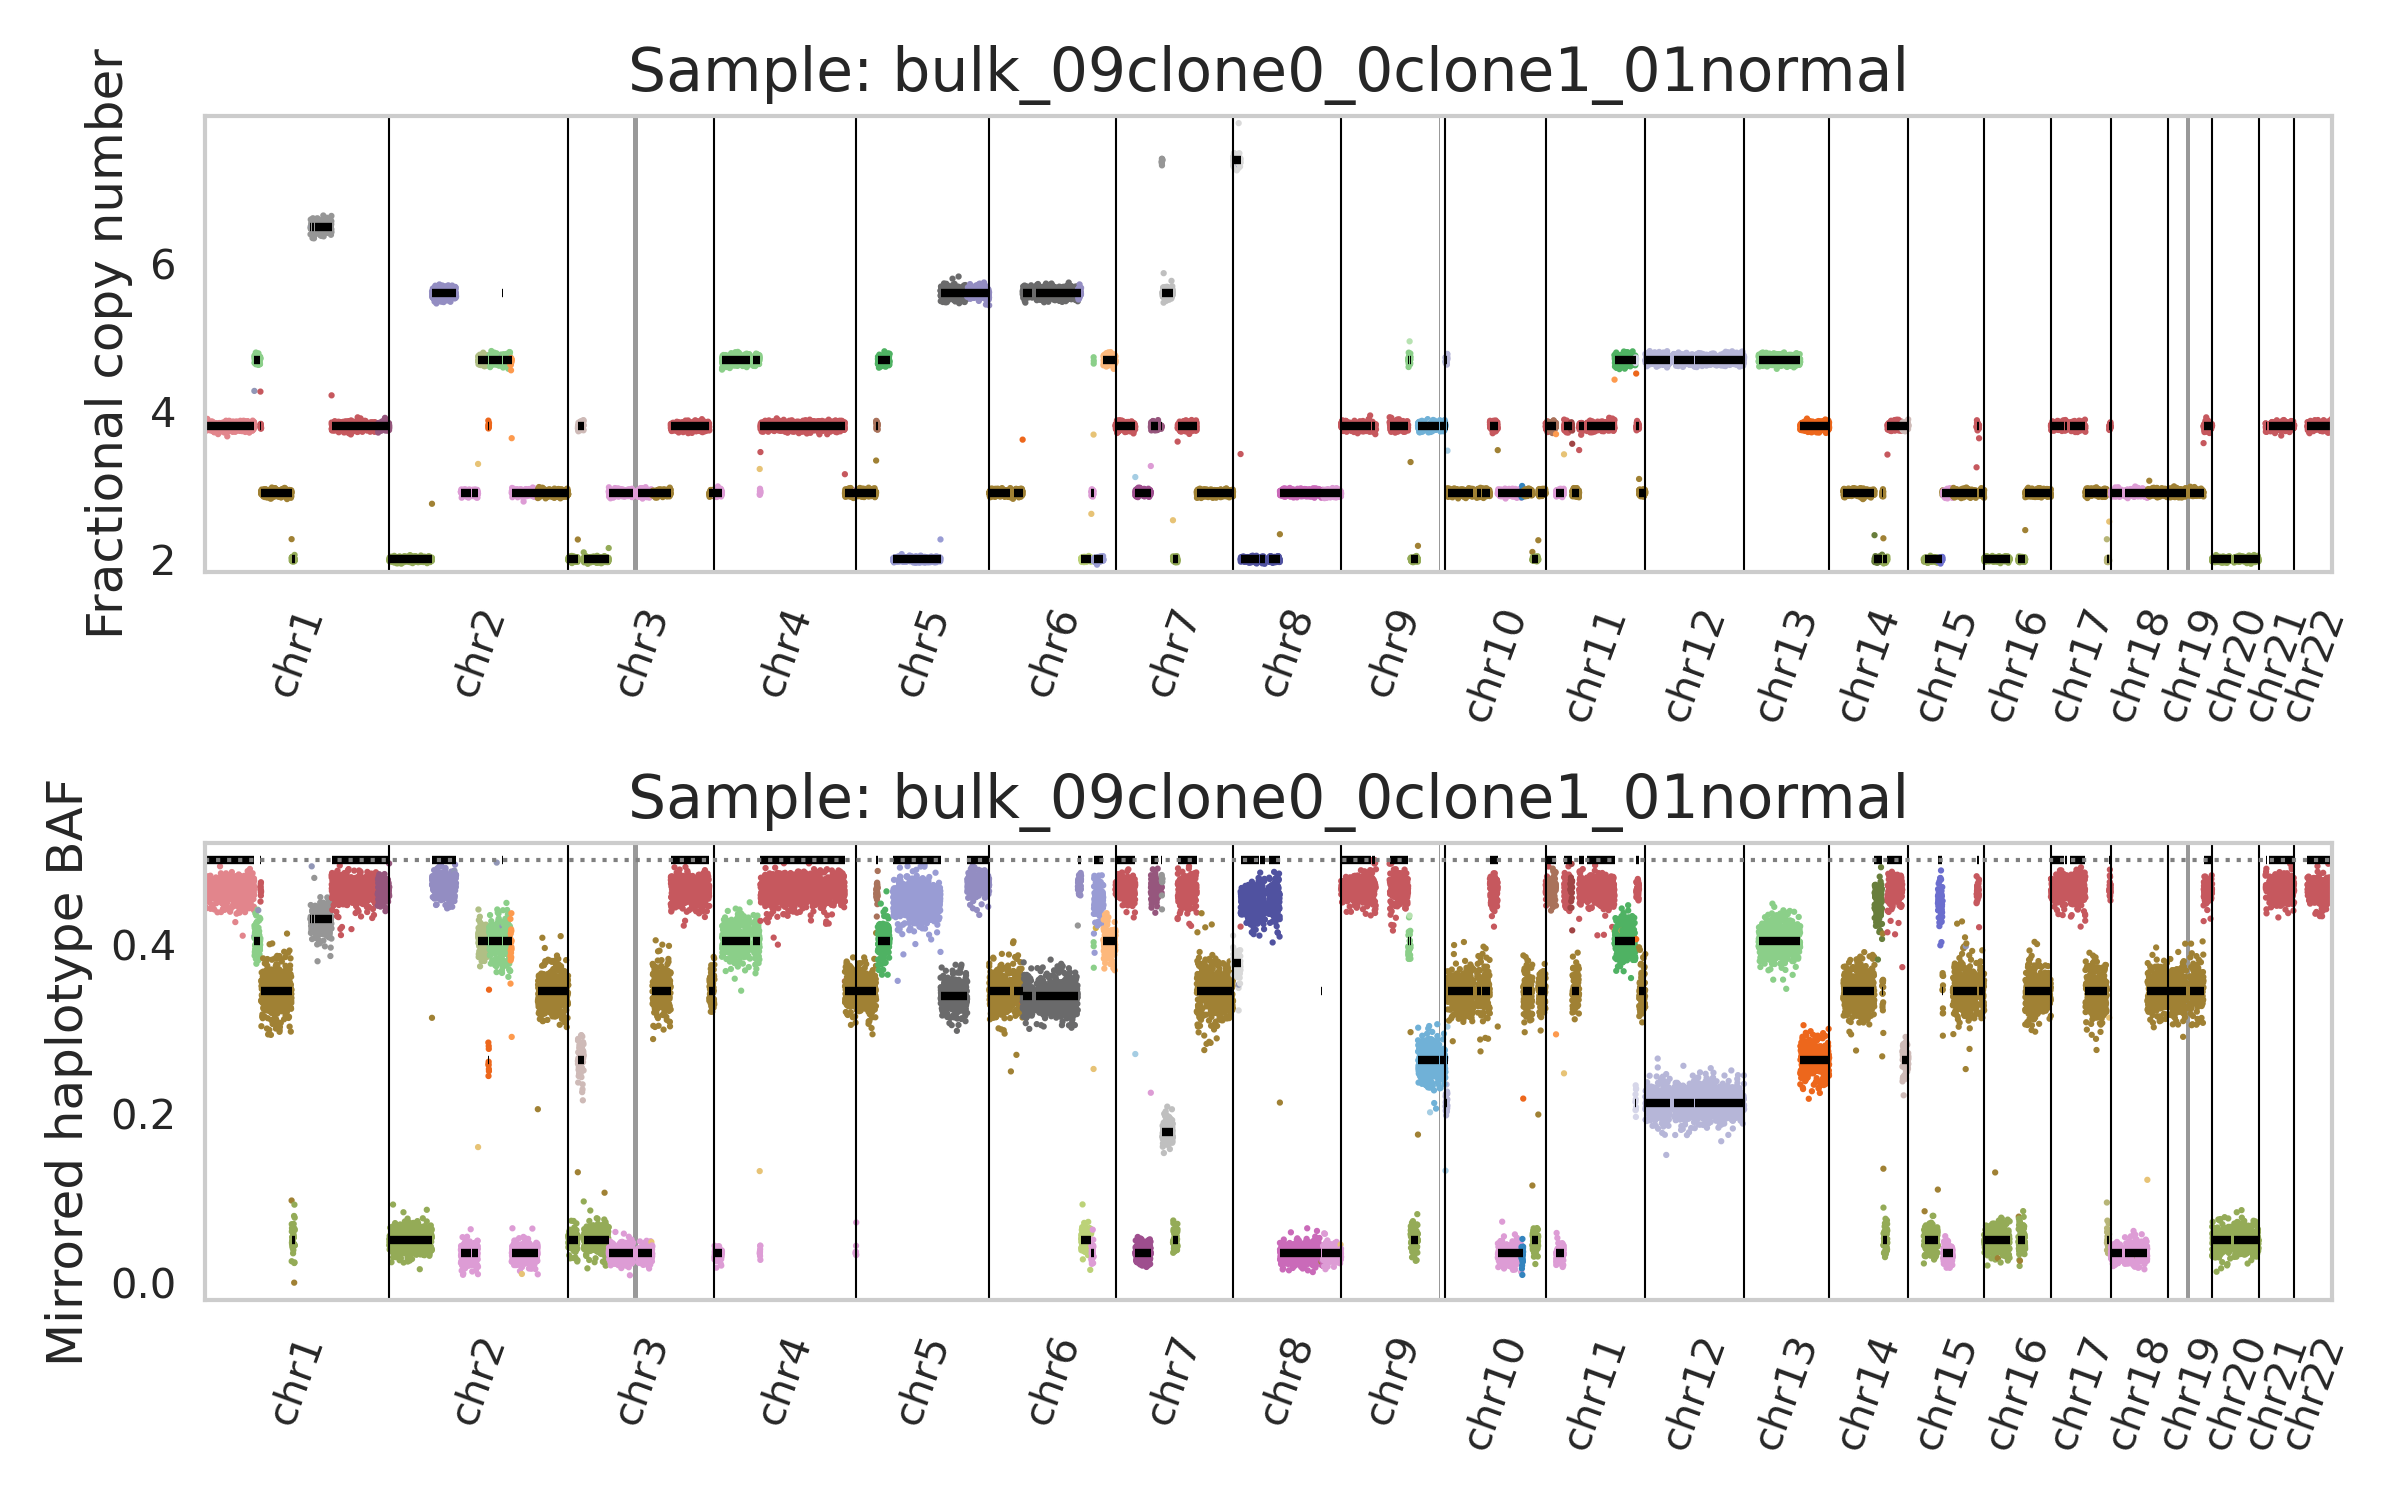 Sample: bulk_09clone0_0clone1_01normal
Fractional copy number
6
4
2
chr1 chr2 chr3 chr4 chr5 chr6 chr7 chr8 chr9 chr10 chr11 chr12 chr13 chr14 chr15 chr16 chr17 chr18 chr19 chr20 chr21 chr22
Sample: bulk_09clone0_0clone1_01normal
Mirrored haplotype BAF
0.4
0.2
0.0
chr1 chr2 chr3 chr4 chr5 chr6 chr7 chr8 chr9 chr10 chr11 chr12 chr13 chr14 chr15 chr16 chr17 chr18 chr19 chr20 chr21 chr22